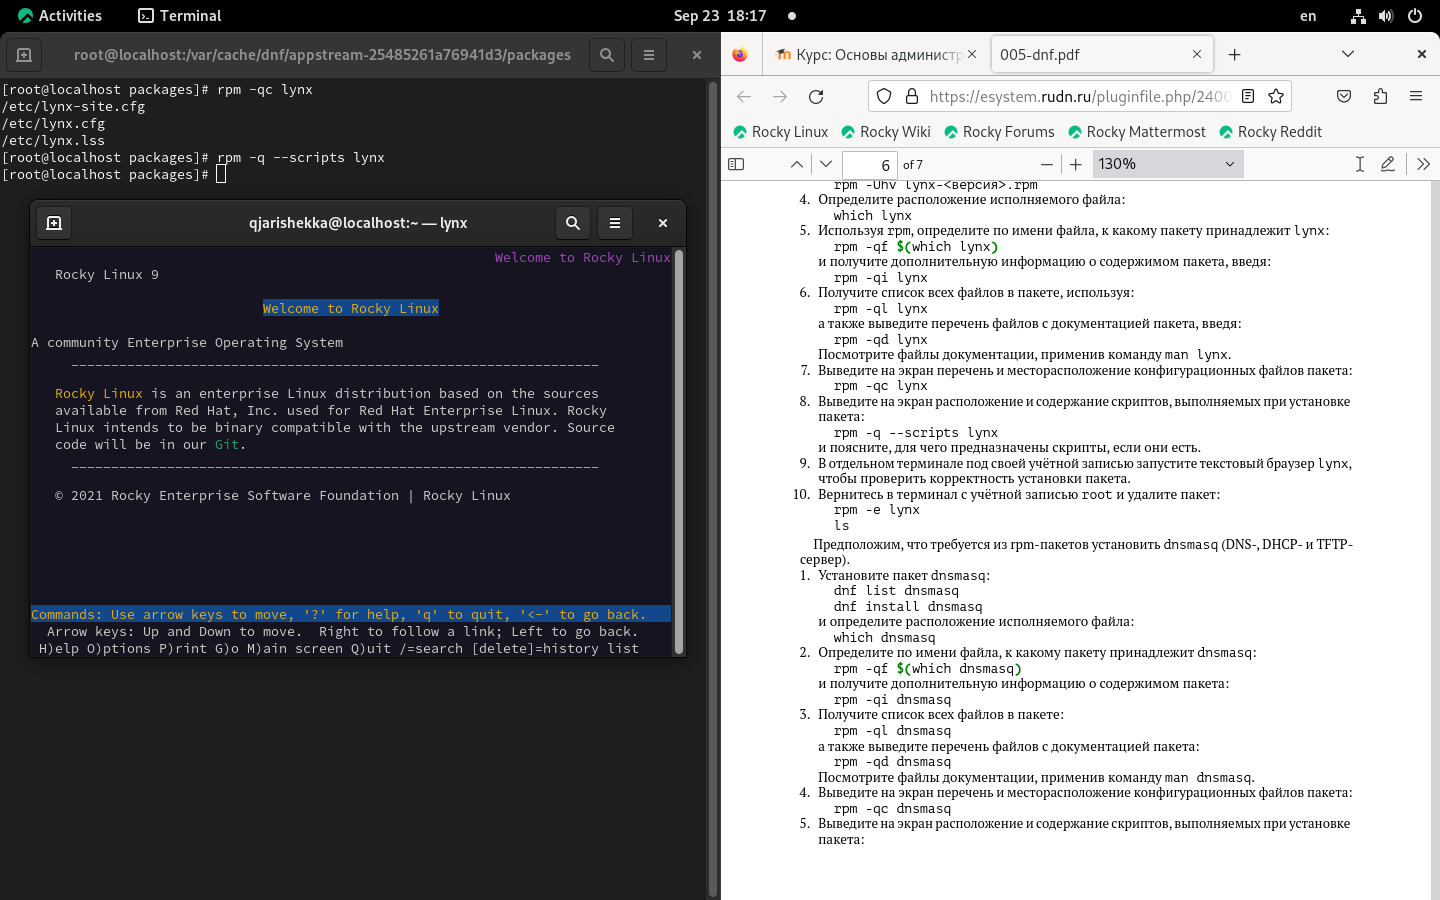 Activities
Terminal
Sep 23 18:17
en
root@localhost:/var/cache/dnf/appstream-25485261a76941d3/packages
[root@localhost packages]# rpm -qc lynx
/etc/lynx-site.cfg
/etc/lynx.cfg
/etc/lynx.lss
[root@localhost packages]# rpm -q --scripts lynx
[root@localhost packages]#
qjarishekka@localhost:~ — lynx
Welcome to Rocky Linux
Rocky Linux 9
Welcome to Rocky Linux
A community Enterprise Operating System
Rocky Linux is an enterprise Linux distribution based on the sources
available from Red Hat, Inc. used for Red Hat Enterprise Linux. Rocky
Linux intends to be binary compatible with the upstream vendor. Source
code will be in our Git.
© 2021 Rocky Enterprise Software Foundation | Rocky Linux
Commands: Use arrow keys to move, '?' for help, 'q' to quit, '<-' to go back.
Arrow keys: Up and Down to move.  Right to follow a link; Left to go back.
H)elp O)ptions P)rint G)o M)ain screen Q)uit /=search [delete]=history list
Курс: Основы администр
005-dnf.pdf
https://esystem.rudn.ru/pluginfile.php/2400
Rocky Linux
Rocky Wiki
Rocky Forums
Rocky Mattermost
Rocky Reddit
6 of 7
130%
rpm -Uhv lynx-<версия>.rpm
4. Определите расположение исполняемого файла:
which lynx
5. Используя rpm, определите по имени файла, к какому пакету принадлежит lynx:
rpm -qf $(which lynx)
и получите дополнительную информацию о содержимом пакета, введя:
rpm -qi lynx
6. Получите список всех файлов в пакете, используя:
rpm -ql lynx
а также выведите перечень файлов с документацией пакета, введя:
rpm -qd lynx
Посмотрите файлы документации, применив команду man lynx.
7. Выведите на экран перечень и месторасположение конфигурационных файлов пакета:
rpm -qc lynx
8. Выведите на экран расположение и содержание скриптов, выполняемых при установке
пакета:
rpm -q --scripts lynx
и поясните, для чего предназначены скрипты, если они есть.
9. В отдельном терминале под своей учётной записью запустите текстовый браузер lynx,
чтобы проверить корректность установки пакета.
10. Вернитесь в терминал с учётной записью root и удалите пакет:
rpm -e lynx
ls
Предположим, что требуется из rpm-пакетов установить dnsmasq (DNS-, DHCP- и TFTP-
сервер).
1. Установите пакет dnsmasq:
dnf list dnsmasq
dnf install dnsmasq
и определите расположение исполняемого файла:
which dnsmasq
2. Определите по имени файла, к какому пакету принадлежит dnsmasq:
rpm -qf $(which dnsmasq)
и получите дополнительную информацию о содержимом пакета:
rpm -qi dnsmasq
3. Получите список всех файлов в пакете:
rpm -ql dnsmasq
а также выведите перечень файлов с документацией пакета:
rpm -qd dnsmasq
Посмотрите файлы документации, применив команду man dnsmasq.
4. Выведите на экран перечень и месторасположение конфигурационных файлов пакета:
rpm -qc dnsmasq
5. Выведите на экран расположение и содержание скриптов, выполняемых при установке
пакета: